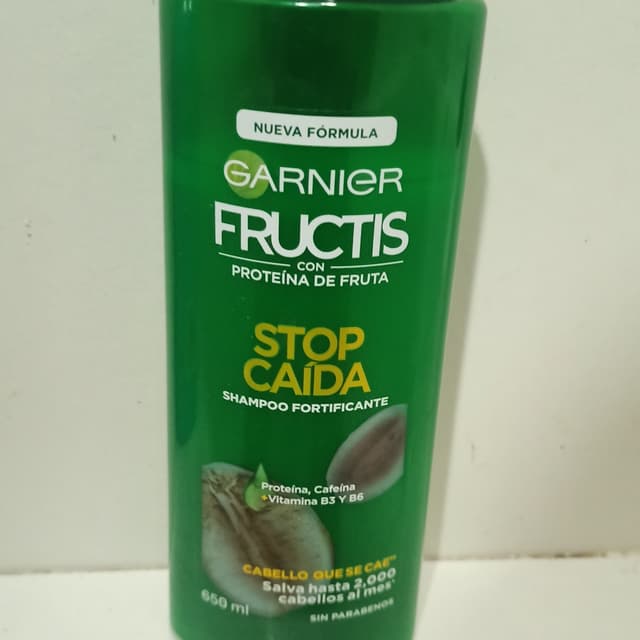 NUEVA FÓRMULA
GARNIER
FRUCTIS
CON
PROTEÍNA DE FRUTA
STOP
CAÍDA
SHAMPOO FORTIFICANTE
Proteína, Cafeína
+Vitamina B3 Y B6
CABELLO QUE SE CAE**
Salva hasta 2,000
cabellos al mes*
650 ml
SIN PARABENOS